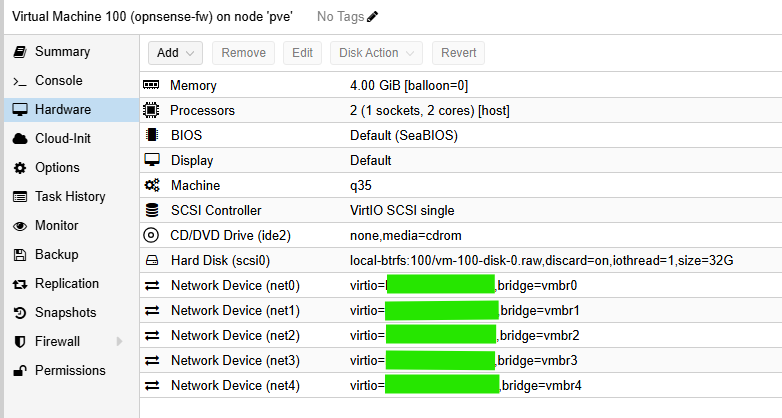 Virtual Machine 100 (opnsense-fw) on node 'pve' No Tags
Summary
Console
Hardware
Cloud-Init
Options
Task History
Monitor
Backup
Replication
Snapshots
Firewall
Permissions
Add Remove Edit Disk Action Revert
Memory 4.00 GiB [balloon=0]
Processors 2 (1 sockets, 2 cores) [host]
BIOS Default (SeaBIOS)
Display Default
Machine q35
SCSI Controller VirtIO SCSI single
CD/DVD Drive (ide2) none,media=cdrom
Hard Disk (scsi0) local-btrfs:100/vm-100-disk-0.raw,discard=on,iothread=1,size=32G
Network Device (net0) virtio= ,bridge=vmbr0
Network Device (net1) virtio= ,bridge=vmbr1
Network Device (net2) virtio= ,bridge=vmbr2
Network Device (net3) virtio= ,bridge=vmbr3
Network Device (net4) virtio= ,bridge=vmbr4